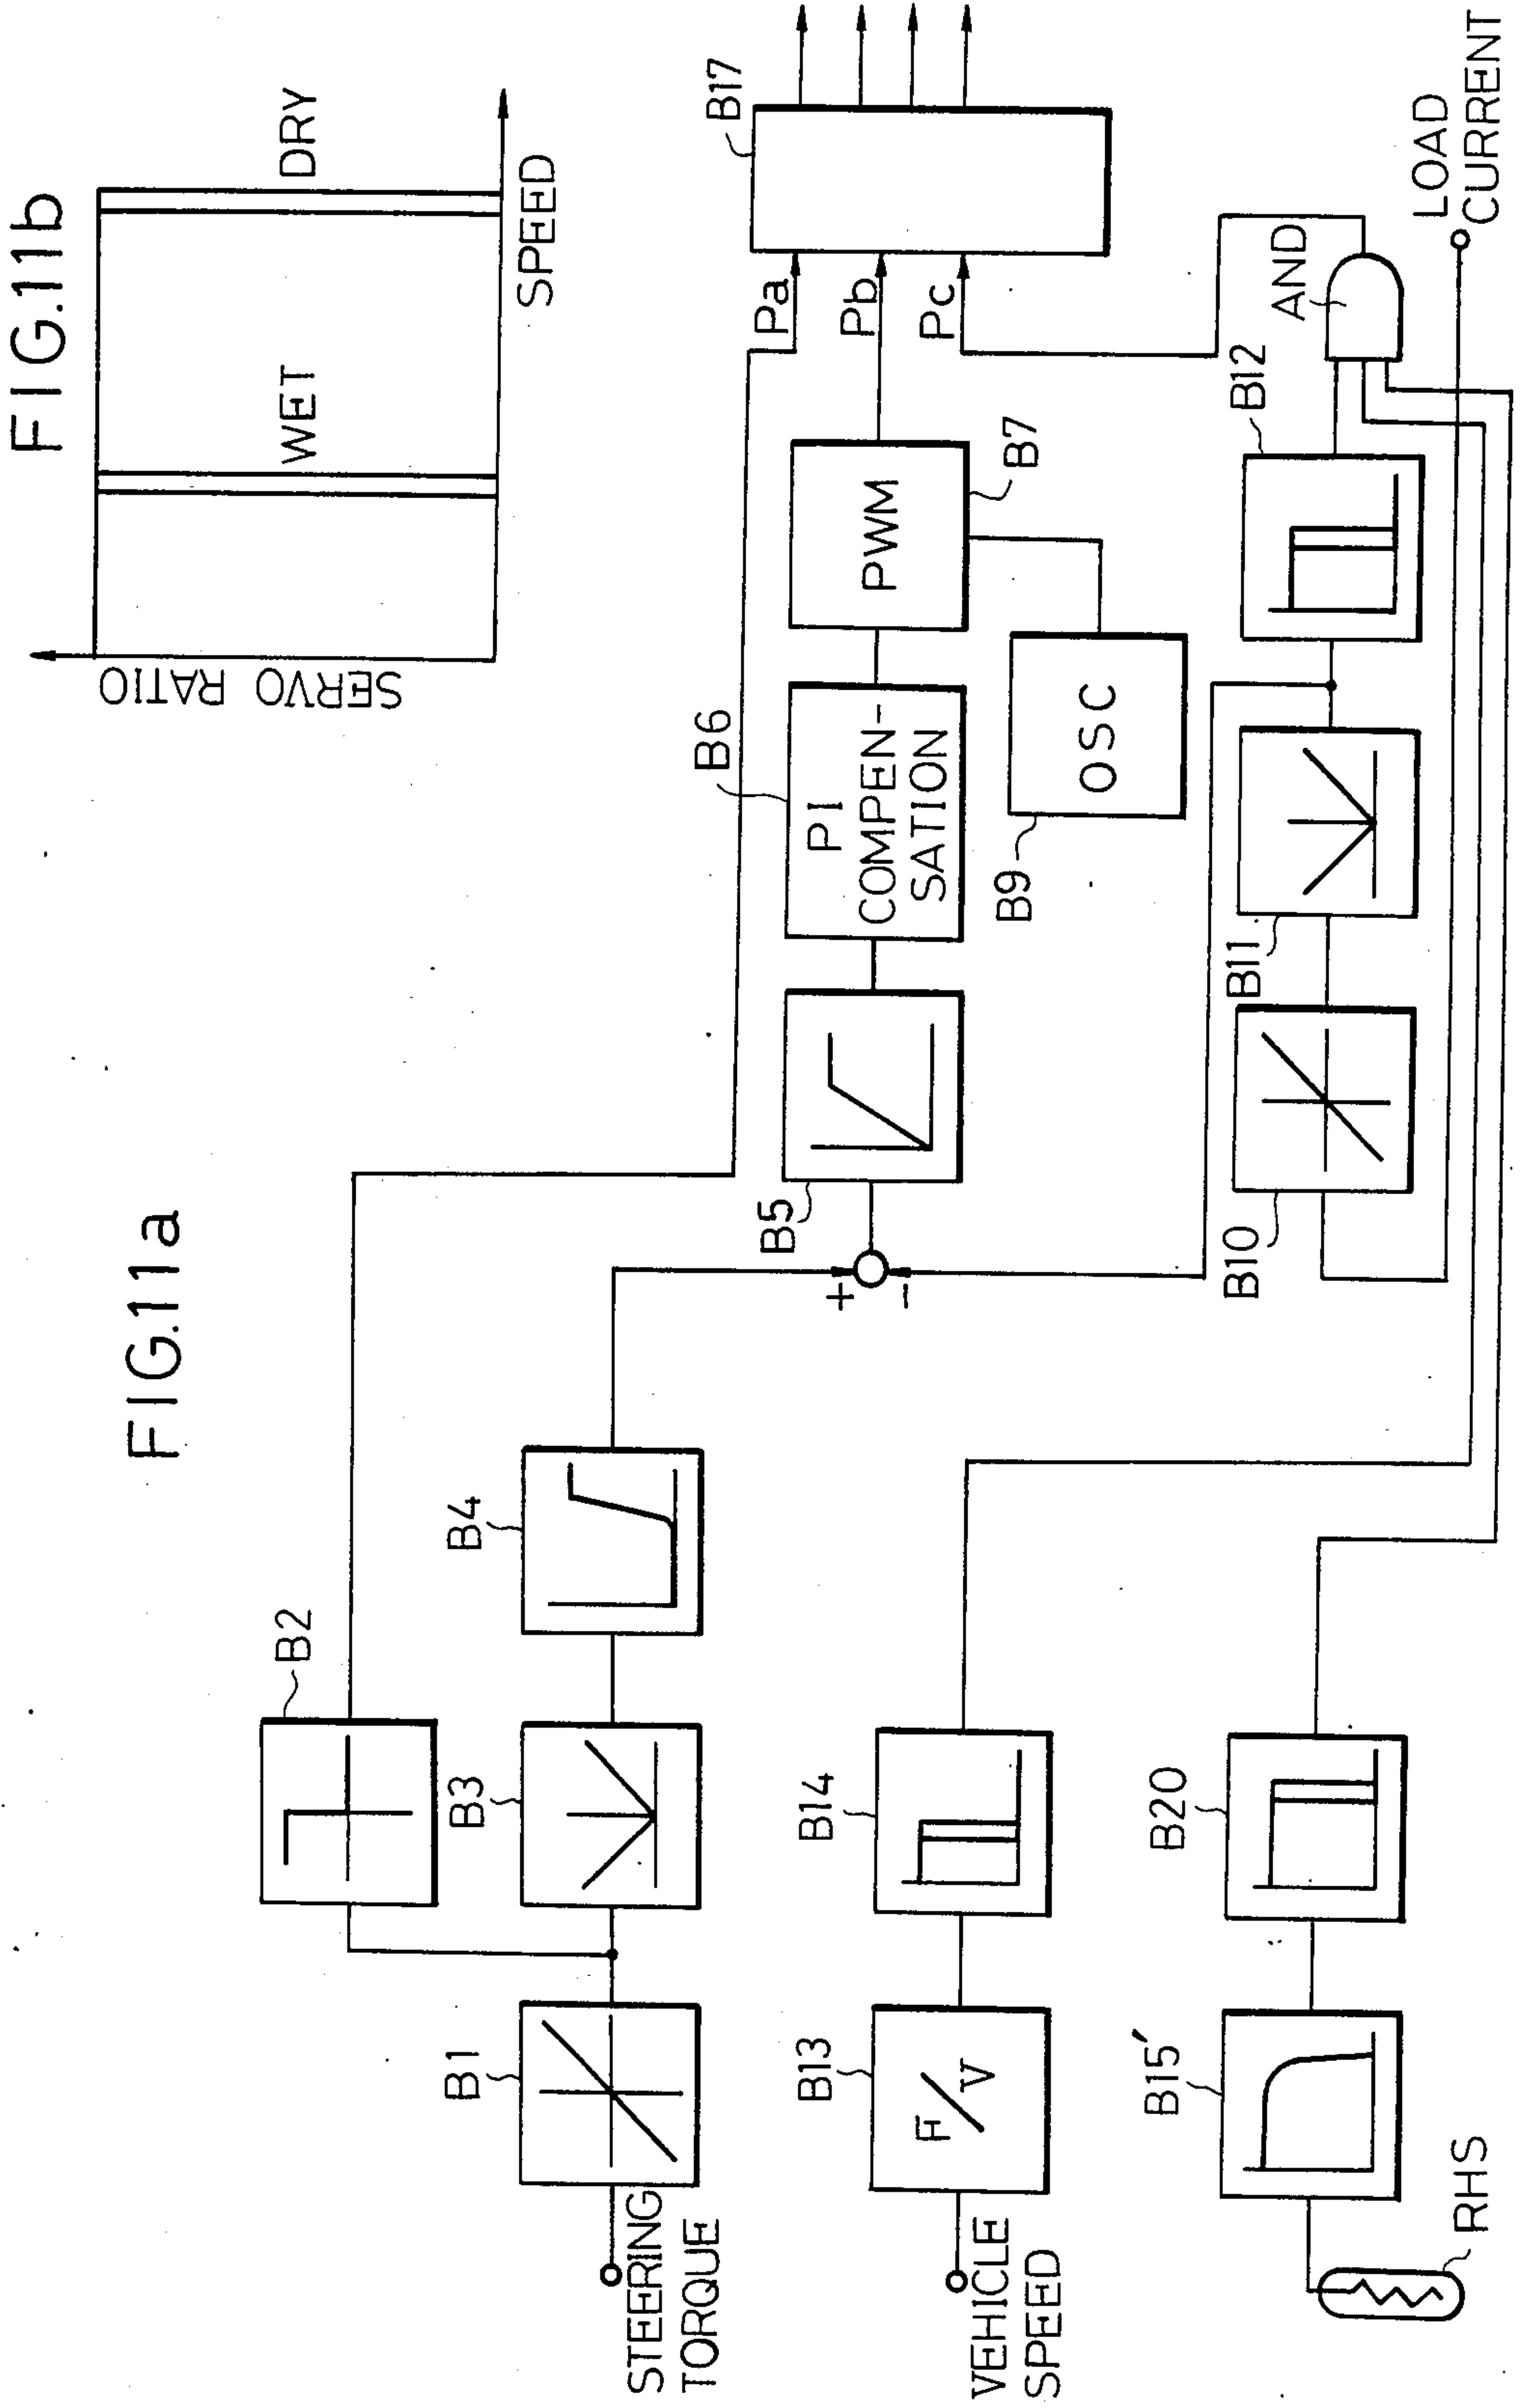 FIG.11a
FIG.11b
SERVO RATIO
WET
DRY
SPEED
B2
B1
B3
B4
STEERING
TORQUE
B5
B6
PI
COMPEN-
SATION
PWM
B7
B9
OSC
Pa
Pb
Pc
B17
+
-
VEHICLE
SPEED
B13
F/V
B14
B10
B11
B12
AND
LOAD
CURRENT
B15'
B20
RHS